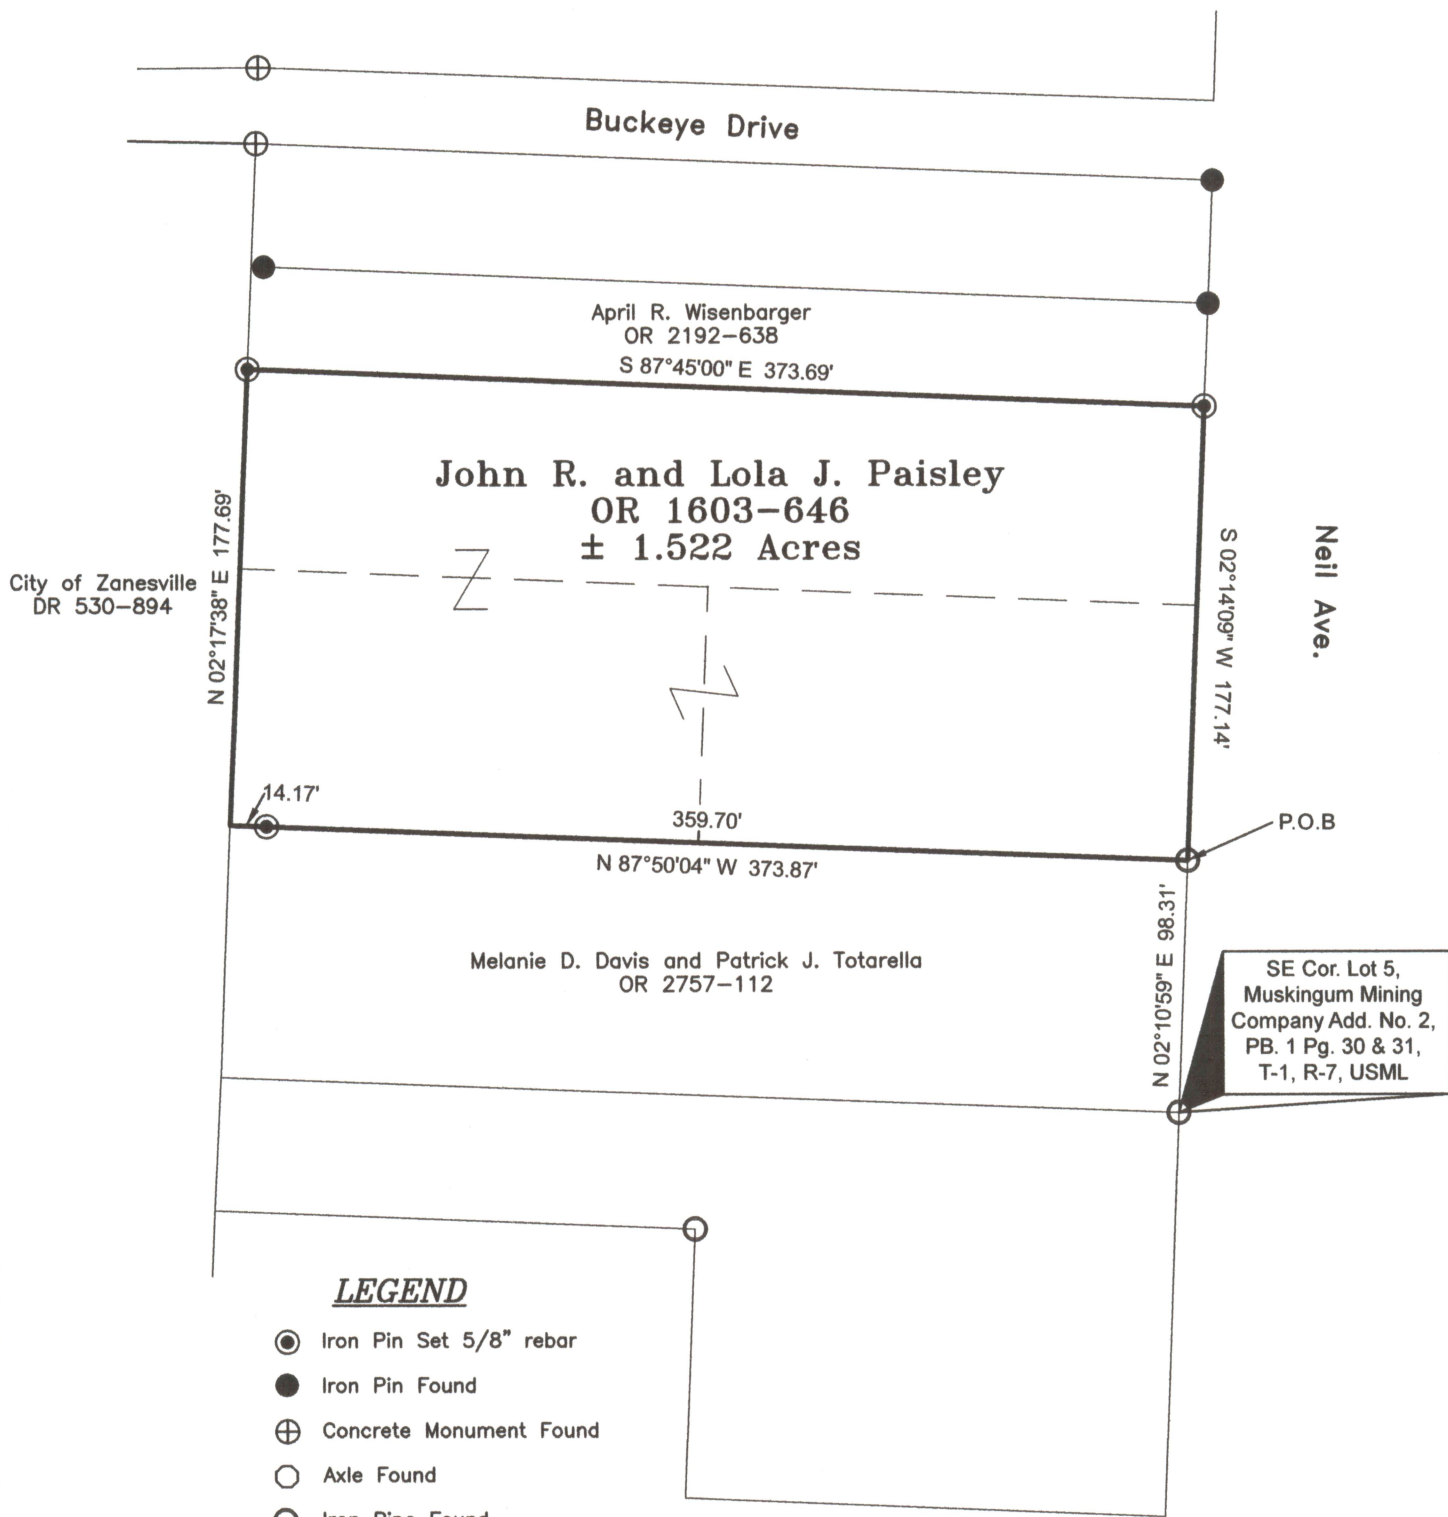 Buckeye Drive
April R. Wisenbarger
OR 2192-638
S 87°45'00" E 373.69'
John R. and Lola J. Paisley
OR 1603-646
± 1.522 Acres
City of Zanesville
DR 530-894
N 02°17'38" E 177.69'
S 02°14'09" W 177.14'
Neil Ave.
14.17'
359.70'
P.O.B
N 87°50'04" W 373.87'
N 02°10'59" E 98.31'
Melanie D. Davis and Patrick J. Totarella
OR 2757-112
SE Cor. Lot 5,
Muskingum Mining
Company Add. No. 2,
PB. 1 Pg. 30 & 31,
T-1, R-7, USML
LEGEND
Iron Pin Set 5/8" rebar
Iron Pin Found
Concrete Monument Found
Axle Found